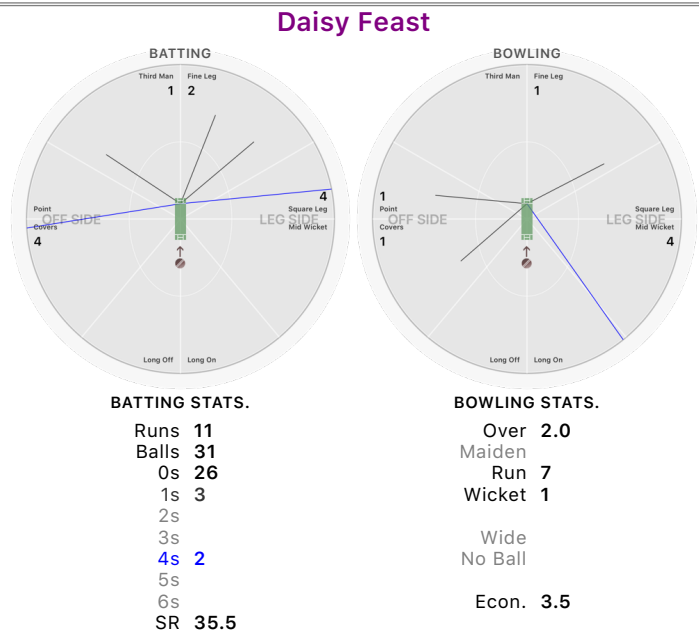 Daisy Feast
BATTING
Third Man Fine Leg
1 2
4
Point Square Leg
OFF SIDE LEG SIDE
Covers Mid Wicket
4
Long Off Long On
BATTING STATS.
Runs 11
Balls 31
0s 26
1s 3
2s
3s
4s 2
5s
6s
SR 35.5
BOWLING
Third Man Fine Leg
1
1
Point Square Leg
OFF SIDE LEG SIDE
Covers Mid Wicket
1 4
Long Off Long On
BOWLING STATS.
Over 2.0
Maiden
Run 7
Wicket 1
Wide
No Ball
Econ. 3.5